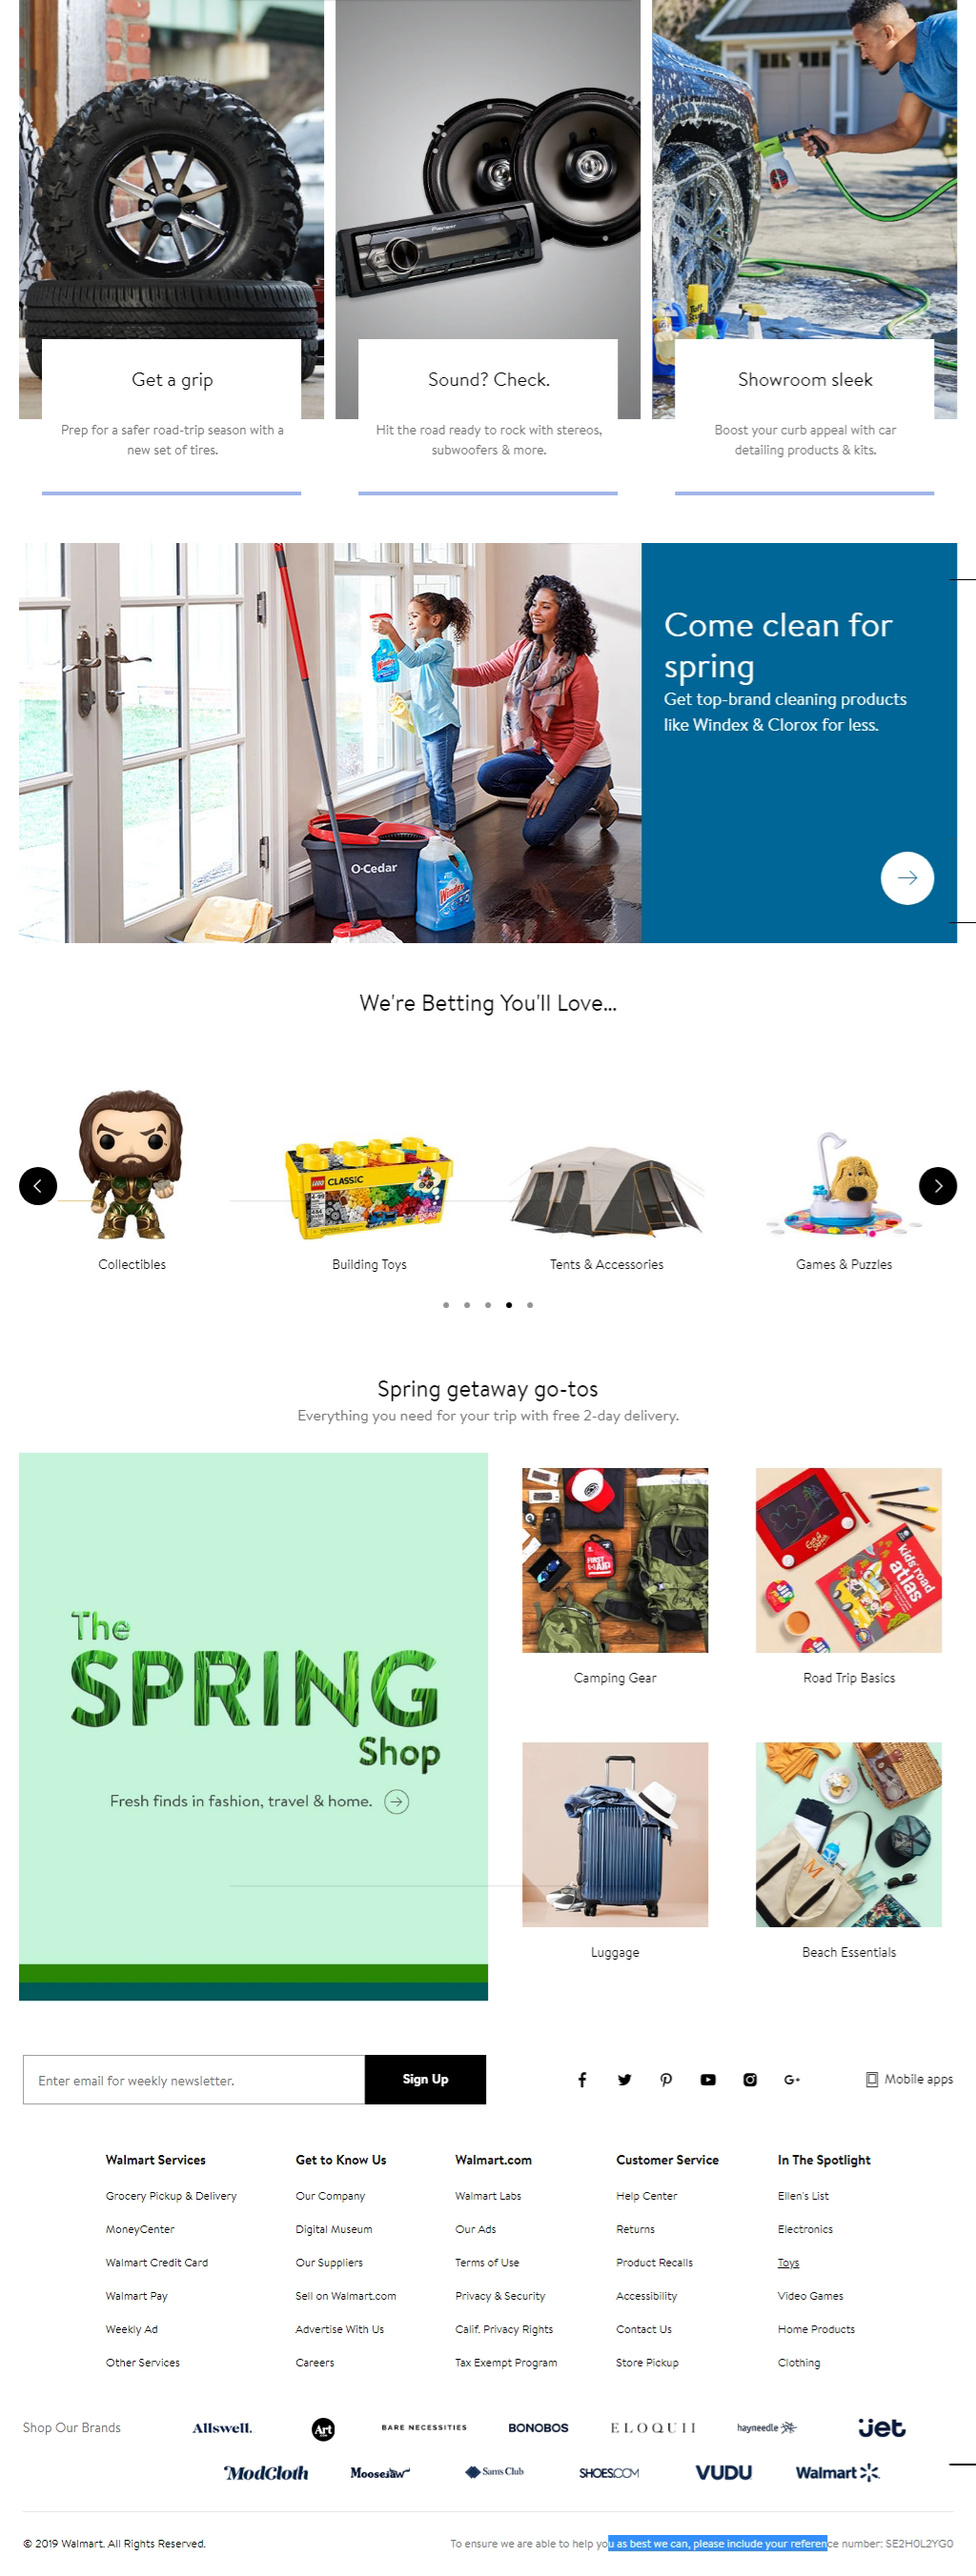 Pioneer
Get a grip
Prep for a safer road-trip season with a
new set of tires.
Sound? Check.
Hit the road ready to rock with stereos,
subwoofers & more.
Showroom sleek
Boost your curb appeal with car
detailing products & kits.
Windex
O-Cedar
Windex
Come clean for
spring
Get top-brand cleaning products
like Windex & Clorox for less.
We're Betting You'll Love...
LEGO CLASSIC
Collectibles
Building Toys
Tents & Accessories
Games & Puzzles
Spring getaway go-tos
Everything you need for your trip with free 2-day delivery.
The
SPRING
Shop
Fresh finds in fashion, travel & home.
FIRST AID
Camping Gear
kids' road
atlas
Road Trip Basics
Luggage
M
Beach Essentials
Enter email for weekly newsletter.
Sign Up
G+
Mobile apps
Walmart Services
Grocery Pickup & Delivery
MoneyCenter
Walmart Credit Card
Walmart Pay
Weekly Ad
Other Services
Get to Know Us
Our Company
Digital Museum
Our Suppliers
Sell on Walmart.com
Advertise With Us
Careers
Walmart.com
Walmart Labs
Our Ads
Terms of Use
Privacy & Security
Calif. Privacy Rights
Tax Exempt Program
Customer Service
Help Center
Returns
Product Recalls
Accessibility
Contact Us
Store Pickup
In The Spotlight
Ellen's List
Electronics
Toys
Video Games
Home Products
Clothing
Shop Our Brands
Allswell.
Art
BARE NECESSITIES
BONOBOS
ELOQUII
hayneedle
jet
ModCloth
Moosejaw
Sam's Club
SHOES.COM
VUDU
Walmart
© 2019 Walmart. All Rights Reserved.
To ensure we are able to help you as best we can, please include your reference number: SE2H0L2YG0